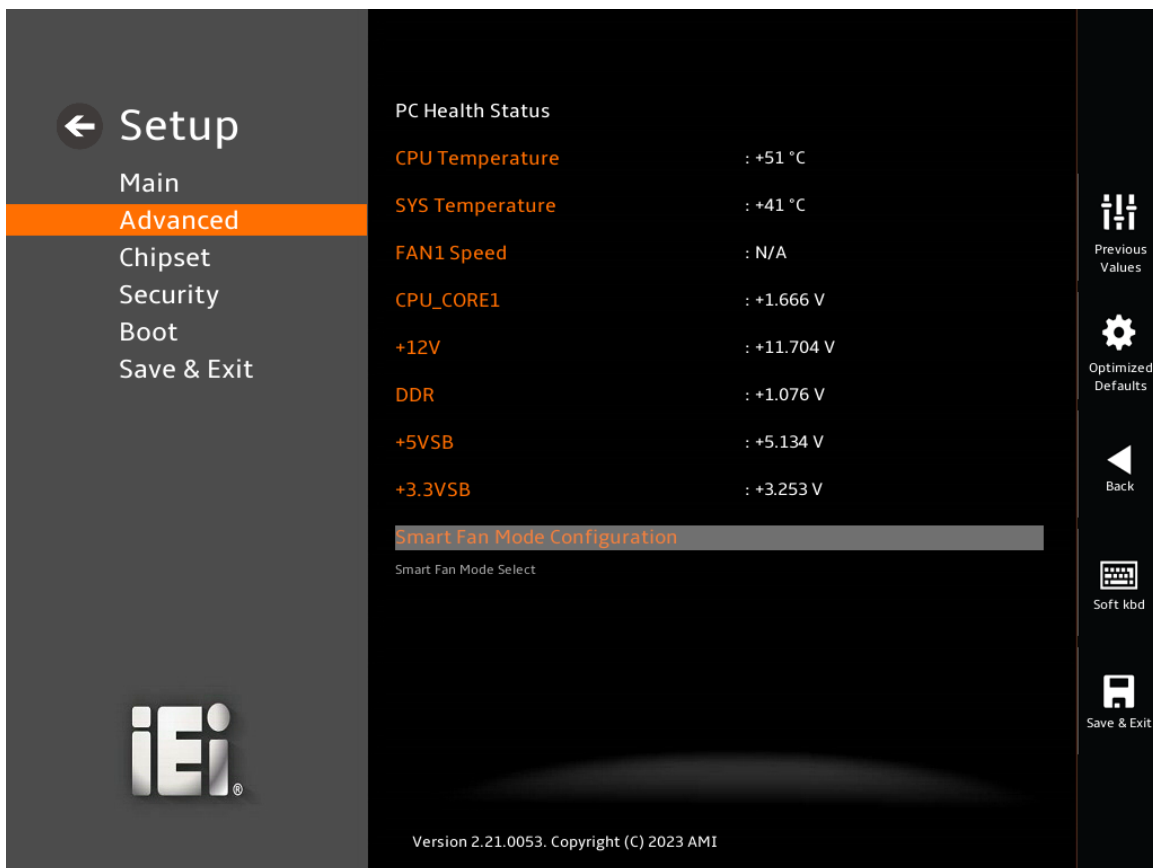 Setup
Main
Advanced
Chipset
Security
Boot
Save & Exit
PC Health Status
CPU Temperature : +51 °C
SYS Temperature : +41 °C
FAN1 Speed : N/A
CPU_CORE1 : +1.666 V
+12V : +11.704 V
DDR : +1.076 V
+5VSB : +5.134 V
+3.3VSB : +3.253 V
Smart Fan Mode Configuration
Smart Fan Mode Select
Previous
Values
Optimized
Defaults
Back
Soft kbd
Save & Exit
iEi®
Version 2.21.0053. Copyright (C) 2023 AMI